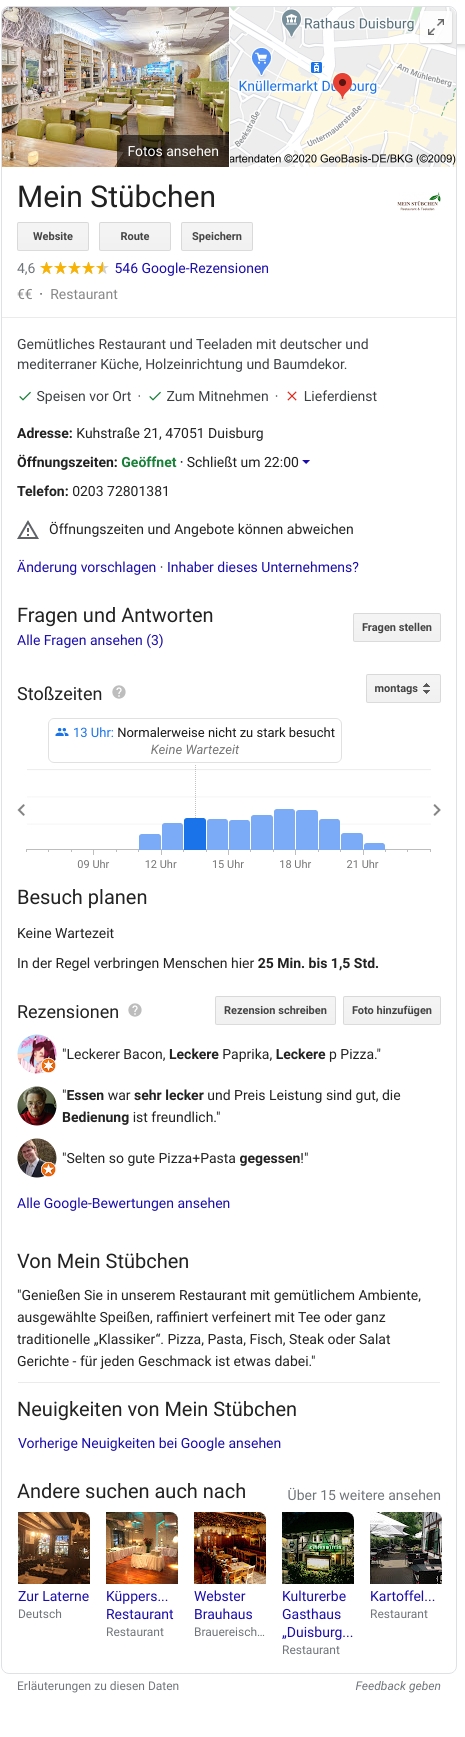 Rathaus Duisburg
Knüllermarkt Du burg
Am Mühlenberg
Beekstraße
Untermauerstraße
Fotos ansehen
artendaten ©2020 GeoBasis-DE/BKG (©2009)
Mein Stübchen
MEIN STÜBCHEN
Restaurant & Teeladen
Website
Route
Speichern
4,6 546 Google-Rezensionen
€€ · Restaurant
Gemütliches Restaurant und Teeladen mit deutscher und
mediterraner Küche, Holzeinrichtung und Baumdekor.
Speisen vor Ort · Zum Mitnehmen · Lieferdienst
Adresse: Kuhstraße 21, 47051 Duisburg
Öffnungszeiten: Geöffnet · Schließt um 22:00
Telefon: 0203 72801381
Öffnungszeiten und Angebote können abweichen
Änderung vorschlagen · Inhaber dieses Unternehmens?
Fragen und Antworten
Alle Fragen ansehen (3)
Fragen stellen
Stoßzeiten ?
montags
13 Uhr: Normalerweise nicht zu stark besucht
Keine Wartezeit
09 Uhr 12 Uhr 15 Uhr 18 Uhr 21 Uhr
Besuch planen
Keine Wartezeit
In der Regel verbringen Menschen hier 25 Min. bis 1,5 Std.
Rezensionen ?
Rezension schreiben
Foto hinzufügen
"Leckerer Bacon, Leckere Paprika, Leckere p Pizza."
"Essen war sehr lecker und Preis Leistung sind gut, die
Bedienung ist freundlich."
"Selten so gute Pizza+Pasta gegessen!"
Alle Google-Bewertungen ansehen
Von Mein Stübchen
"Genießen Sie in unserem Restaurant mit gemütlichem Ambiente,
ausgewählte Speißen, raffiniert verfeinert mit Tee oder ganz
traditionelle „Klassiker“. Pizza, Pasta, Fisch, Steak oder Salat
Gerichte - für jeden Geschmack ist etwas dabei."
Neuigkeiten von Mein Stübchen
Vorherige Neuigkeiten bei Google ansehen
Andere suchen auch nach
Über 15 weitere ansehen
Zur Laterne
Deutsch
Küppers...
Restaurant
Restaurant
Webster
Brauhaus
Brauereisch...
Kulturerbe
Gasthaus
„Duisburg...
Restaurant
Kartoffel...
Restaurant
Erläuterungen zu diesen Daten
Feedback geben